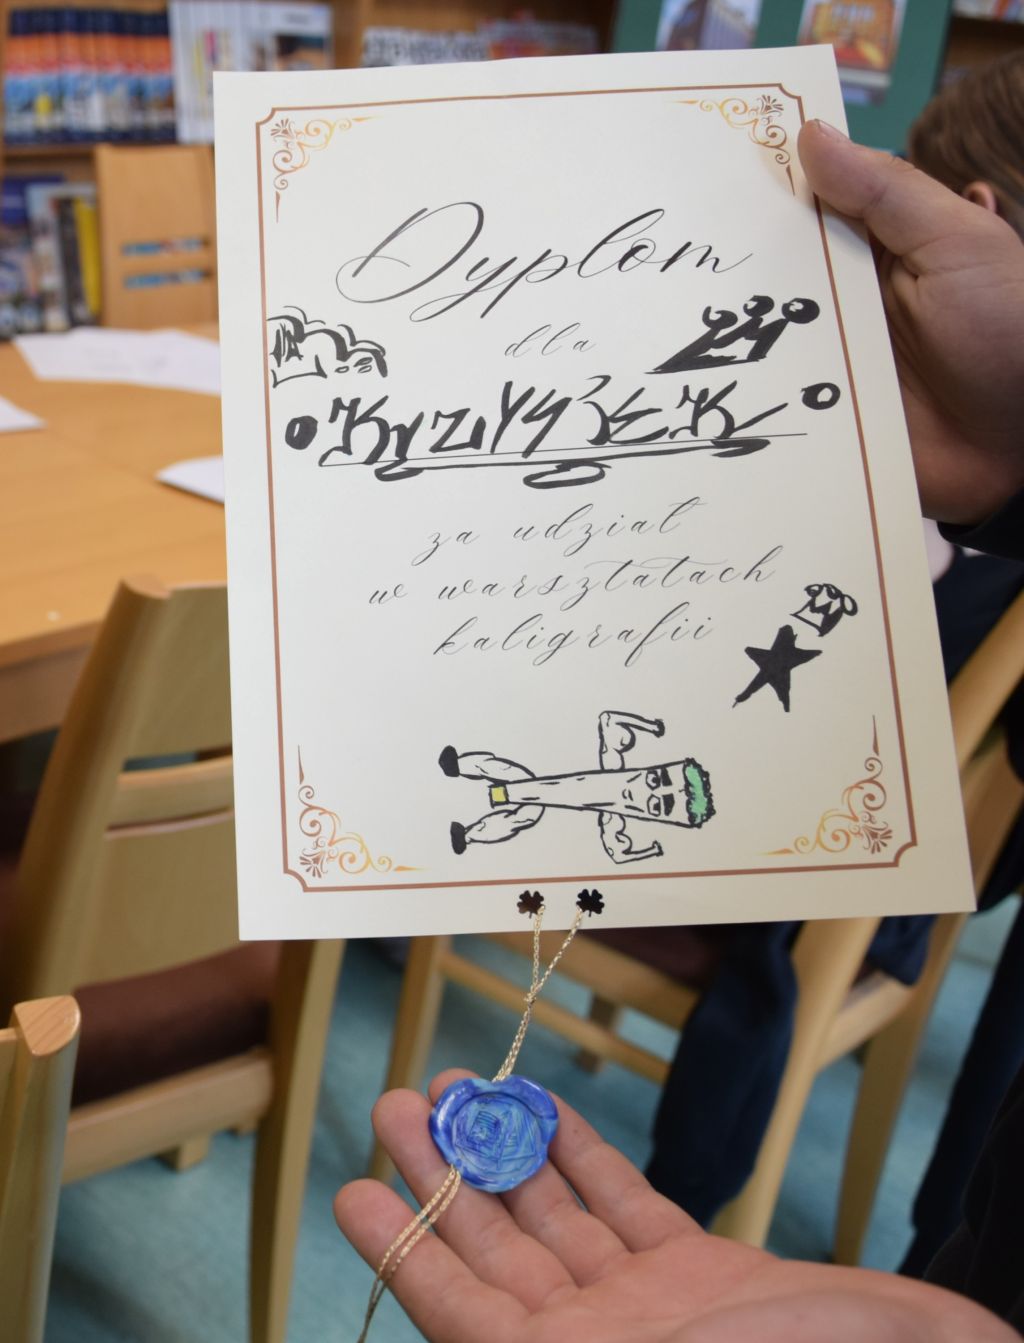 Dyplom
dla
za udział
w warsztatach
kaligrafii